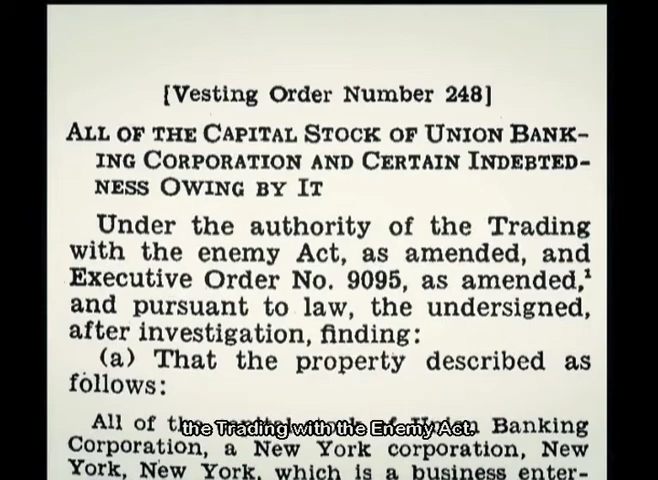 [Vesting Order Number 248]
ALL OF THE CAPITAL STOCK OF UNION BANK-
ING CORPORATION AND CERTAIN INDEBTED-
NESS OWING BY IT
Under the authority of the Trading
with the enemy Act, as amended, and
Executive Order No. 9095, as amended,¹
and pursuant to law, the undersigned,
after investigation, finding:
(a) That the property described as
follows:
All of the capital stock of Union Banking
the Trading with the Enemy Act.
Corporation, a New York corporation, New
York, New York, which is a business enter-